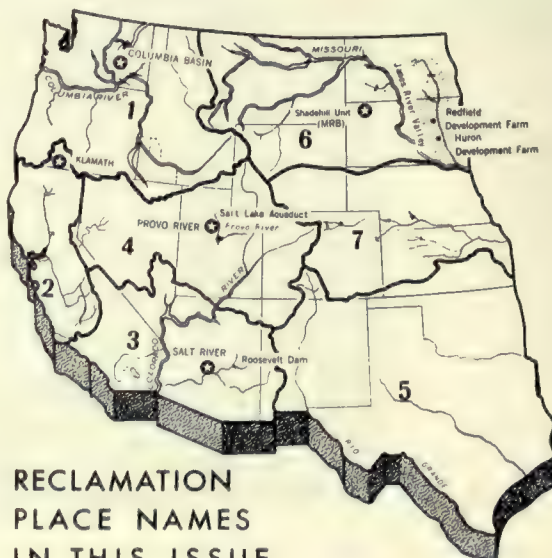 MISSOURI
COLUMBIA BASIN
COLUMBIA RIVER
1
James River Valley
Shadehill Unit
(MRB)
Redfield
Development Farm
Huron
Development Farm
6
KLAMATH
Salt Lake Aquaduct
PROVO RIVER
Provo River
4
7
RIVER
2
3
COLORADO
SALT RIVER
Roosevelt Dam
5
RIO GRANDE
RECLAMATION
PLACE NAMES
IN THIS ISSUE